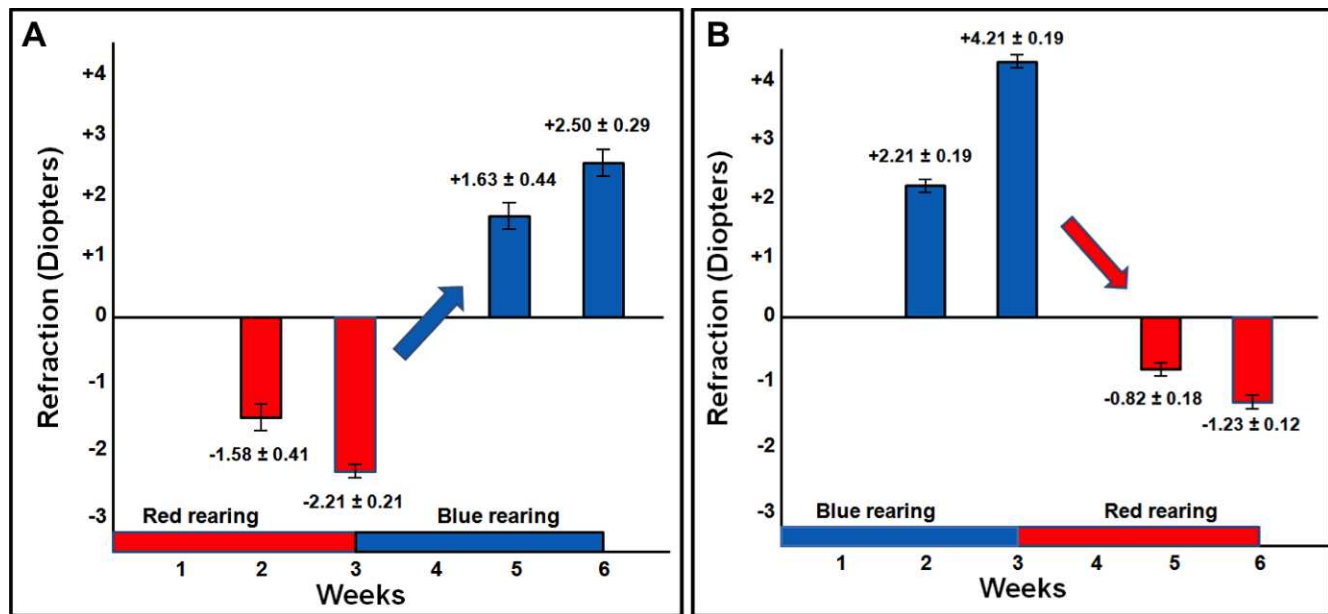 A
Refraction (Diopters)
+4
+3
+2
+1
0
-1
-2
-3
+2.50 ± 0.29
+1.63 ± 0.44
-1.58 ± 0.41
-2.21 ± 0.21
Red rearing Blue rearing
1 2 3 4 5 6
Weeks
B
Refraction (Diopters)
+4
+3
+2
+1
0
-1
-2
-3
+4.21 ± 0.19
+2.21 ± 0.19
-0.82 ± 0.18
-1.23 ± 0.12
Blue rearing Red rearing
1 2 3 4 5 6
Weeks